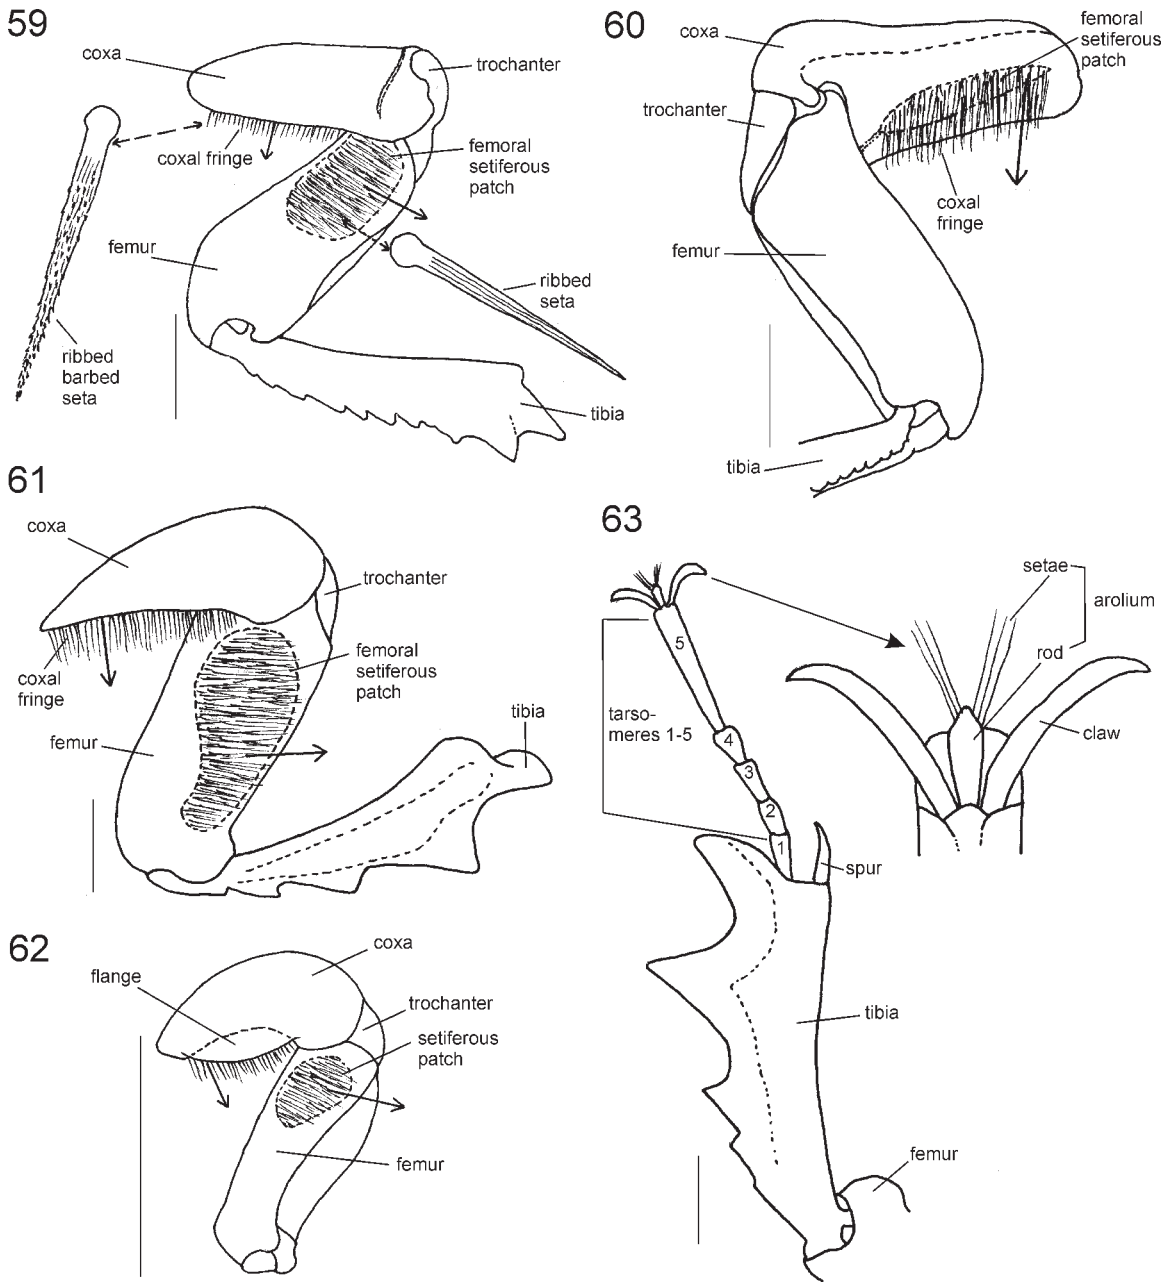 59
coxa
trochanter
coxal fringe
femoral
setiferous
patch
femur
ribbed
seta
ribbed
barbed
seta
tibia
60
coxa
femoral
setiferous
patch
trochanter
coxal
fringe
femur
tibia
61
coxa
trochanter
coxal
fringe
femoral
setiferous
patch
femur
tibia
62
coxa
flange
trochanter
setiferous
patch
femur
63
setae
arolium
rod
claw
5
tarso-
meres 1-5
4
3
2
1
spur
tibia
femur